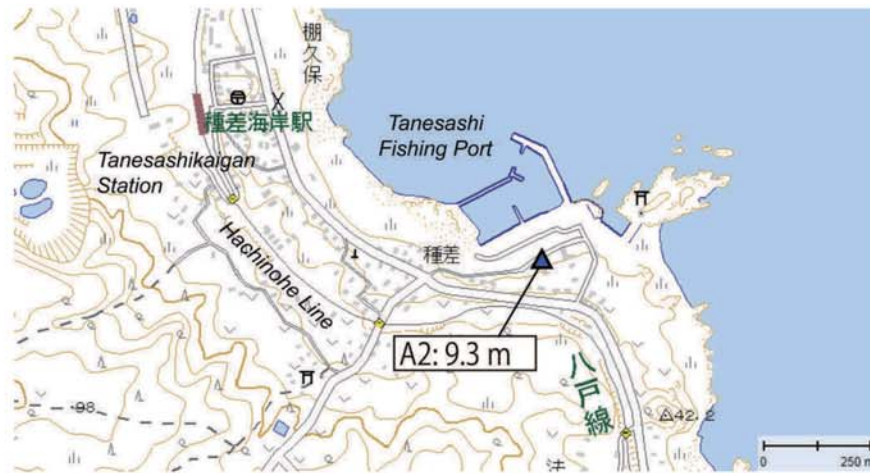 棚久保
種差海岸駅
Tanesashikaigan
Station
Tanesashi
Fishing Port
Hachinohe Line
種差
A2: 9.3 m
八戸線
98
42.2
法
0
250 m